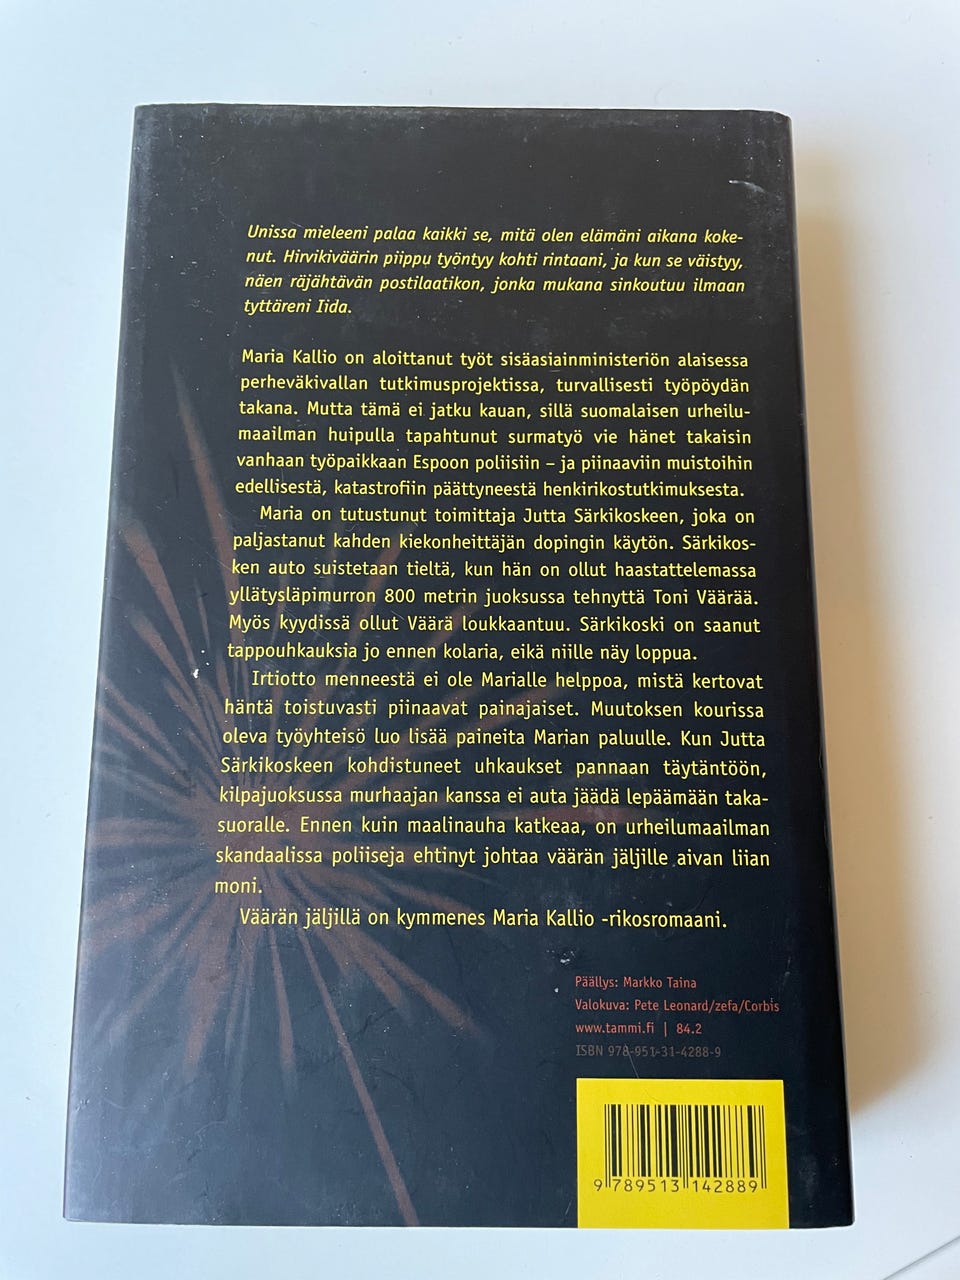 Unissa mieleeni palaa kaikki se, mitä olen elämäni aikana koke-
nut. Hirvikiväärin piippu työntyy kohti rintaani, ja kun se väistyy,
näen räjähtävän postilaatikon, jonka mukana sinkoutuu ilmaan
tyttäreni Iida.
Maria Kallio on aloittanut työt sisäasiainministeriön alaisessa
perheväkivallan tutkimusprojektissa, turvallisesti työpöydän
takana. Mutta tämä ei jatku kauan, sillä suomalaisen urheilu-
maailman huipulla tapahtunut surmatyö vie hänet takaisin
vanhaan työpaikkaan Espoon poliisiin – ja piinaaviin muistoihin
edellisestä, katastrofiin päättyneestä henkirikostutkimuksesta.
Maria on tutustunut toimittaja Jutta Särkikoskeen, joka on
paljastanut kahden kiekonheittäjän dopingin käytön. Särkikos-
ken auto suistetaan tieltä, kun hän on ollut haastattelemassa
yllätysläpimurron 800 metrin juoksussa tehnyttä Toni Väärää.
Myös kyydissä ollut Väärä loukkaantuu. Särkikoski on saanut
tappouhkauksia jo ennen kolaria, eikä niille näy loppua.
Irtiotto menneestä ei ole Marialle helppoa, mistä kertovat
häntä toistuvasti piinaavat painajaiset. Muutoksen kourissa
oleva työyhteisö luo lisää paineita Marian paluulle. Kun Jutta
Särkikoskeen kohdistuneet uhkaukset pannaan täytäntöön,
kilpajuoksussa murhaajan kanssa ei auta jäädä lepäämään taka-
suoralle. Ennen kuin maalinauha katkeaa, on urheilumaailman
skandaalissa poliiseja ehtinyt johtaa väärän jäljille aivan liian
moni.
Väärän jäljillä on kymmenes Maria Kallio -rikosromaani.
Päällys: Markko Taina
Valokuva: Pete Leonard/zefa/Corbis
www.tammi.fi | 84.2
ISBN 978-951-31-4288-9
9 789513 142889